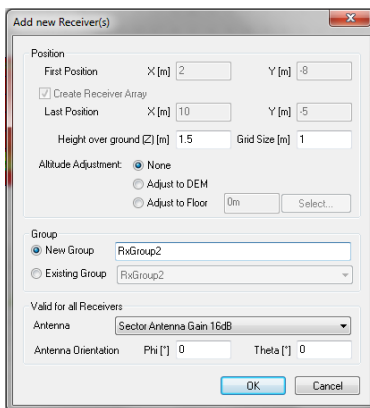 Add new Receiver(s)
Position
First Position X [m] 2 Y [m] -8
Create Receiver Array
Last Position X [m] 10 Y [m] -5
Height over ground (Z) [m] 1.5 Grid Size [m] 1
Altitude Adjustment: None
Adjust to DEM
Adjust to Floor 0m Select...
Group
New Group RxGroup2
Existing Group RxGroup2
Valid for all Receivers
Antenna Sector Antenna Gain 16dB
Antenna Orientation Phi [°] 0 Theta [°] 0
OK Cancel